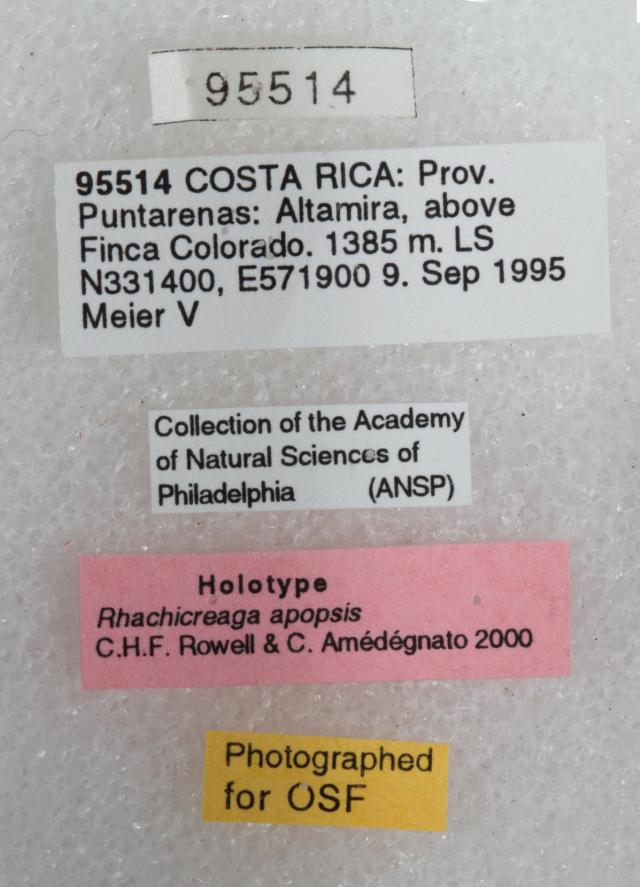 95514
95514 COSTA RICA: Prov.
Puntarenas: Altamira, above
Finca Colorado. 1385 m. LS
N331400, E571900 9. Sep 1995
Meier V
Collection of the Academy
of Natural Sciences of
Philadelphia (ANSP)
Holotype
Rhachicreaga apopsis
C.H.F. Rowell & C. Amédégnato 2000
Photographed
for OSF